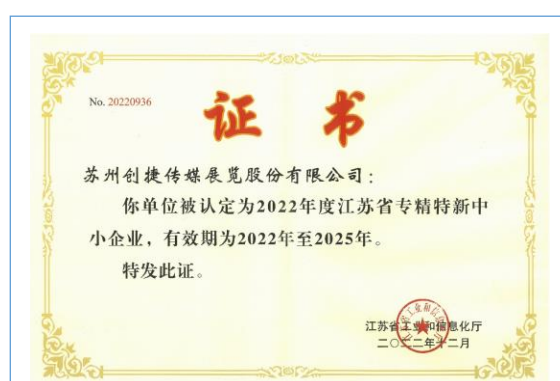 No. 20220936
证书
苏州创捷传媒展览股份有限公司：
你单位被认定为2022年度江苏省专精特新中
小企业，有效期为2022年至2025年。
特发此证。
江苏省工业和信息化厅
二〇二二年十二月